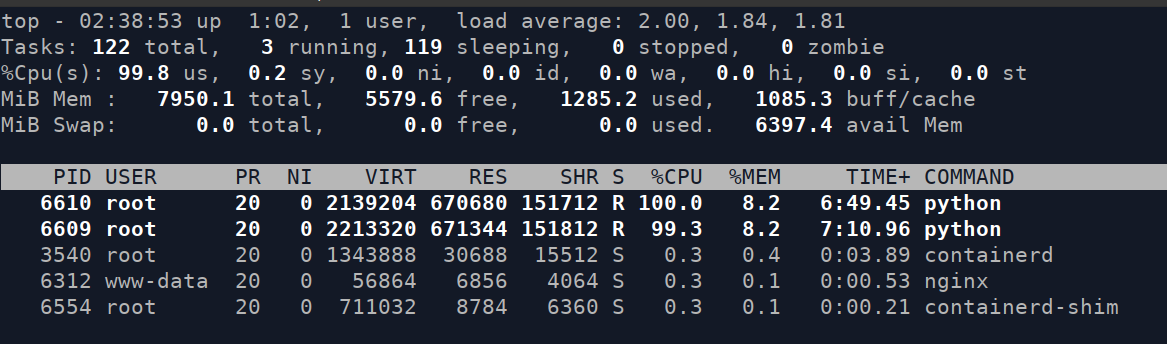 top - 02:38:53 up  1:02,  1 user,  load average: 2.00, 1.84, 1.81
Tasks: 122 total,   3 running, 119 sleeping,   0 stopped,   0 zombie
%Cpu(s): 99.8 us,  0.2 sy,  0.0 ni,  0.0 id,  0.0 wa,  0.0 hi,  0.0 si,  0.0 st
MiB Mem :   7950.1 total,   5579.6 free,   1285.2 used,   1085.3 buff/cache
MiB Swap:      0.0 total,      0.0 free,      0.0 used.   6397.4 avail Mem
    PID USER      PR  NI    VIRT    RES    SHR S  %CPU  %MEM     TIME+ COMMAND
   6610 root      20   0 2139204 670680 151712 R 100.0   8.2   6:49.45 python
   6609 root      20   0 2213320 671344 151812 R  99.3   8.2   7:10.96 python
   3540 root      20   0 1343888  30688  15512 S   0.3   0.4   0:03.89 containerd
   6312 www-data  20   0   56864   6856   4064 S   0.3   0.1   0:00.53 nginx
   6554 root      20   0  711032   8784   6360 S   0.3   0.1   0:00.21 containerd-shim